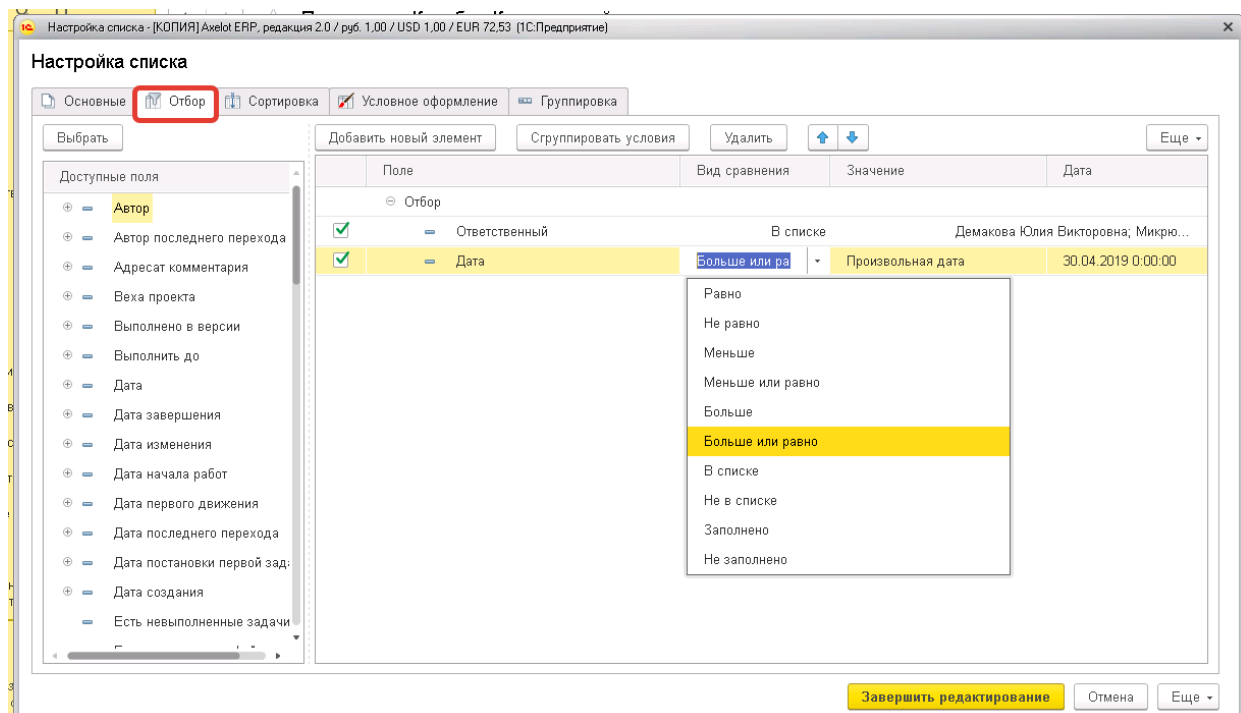 Настройка списка - [КОПИЯ] Axelot ERP, редакция 2.0 / руб. 1,00 / USD 1,00 / EUR 72,53 (1С:Предприятие)
Настройка списка
Основные Отбор Сортировка Условное оформление Группировка
Выбрать Добавить новый элемент Сгруппировать условия Удалить Еще
Доступные поля Поле Вид сравнения Значение Дата
Автор Отбор
Автор последнего перехода Ответственный В списке Демакова Юлия Викторовна; Микрю...
Адресат комментария Дата Больше или ра Произвольная дата 30.04.2019 0:00:00
Веха проекта Равно
Выполнено в версии Не равно
Выполнить до Меньше
Дата Меньше или равно
Дата завершения Больше
Дата изменения Больше или равно
Дата начала работ В списке
Дата первого движения Не в списке
Дата последнего перехода Заполнено
Дата постановки первой зад Не заполнено
Дата создания
Есть невыполненные задачи
Завершить редактирование Отмена Еще